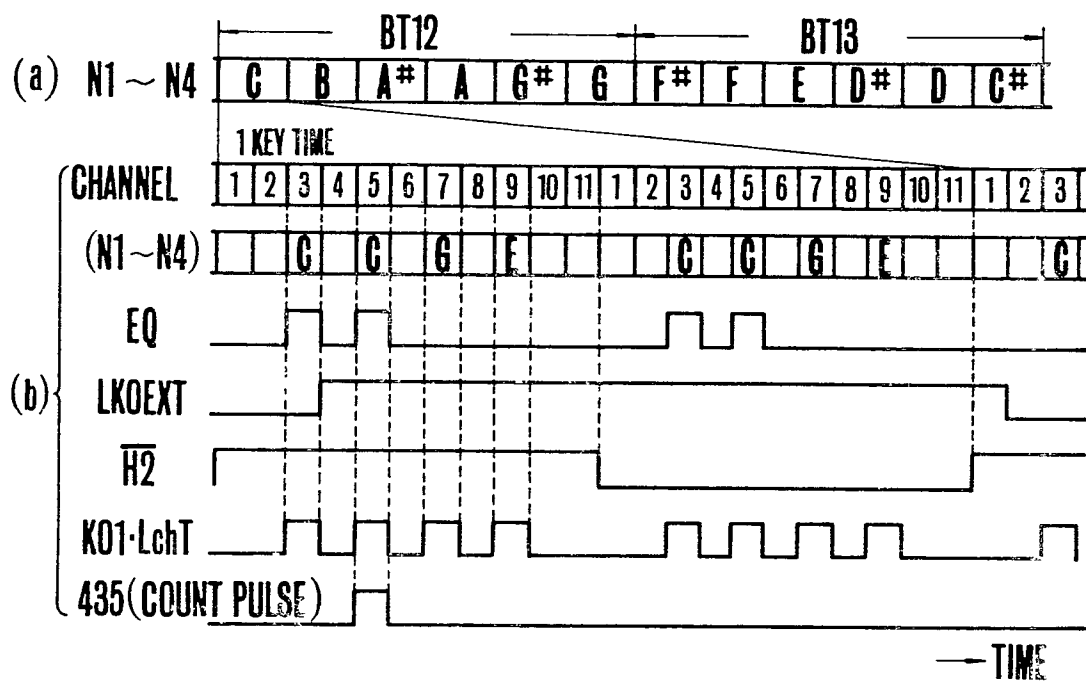 BT12 BT13
(a) N1~N4 C B A# A G# G F# F E D# D C#
1 KEY TIME
CHANNEL 1 2 3 4 5 6 7 8 9 10 11 1 2 3 4 5 6 7 8 9 10 11 1 2 3
(N1~N4) C C G E C C G E C
EQ
(b) LKOEXT
H2
KO1·LchT
435(COUNT PULSE)
TIME